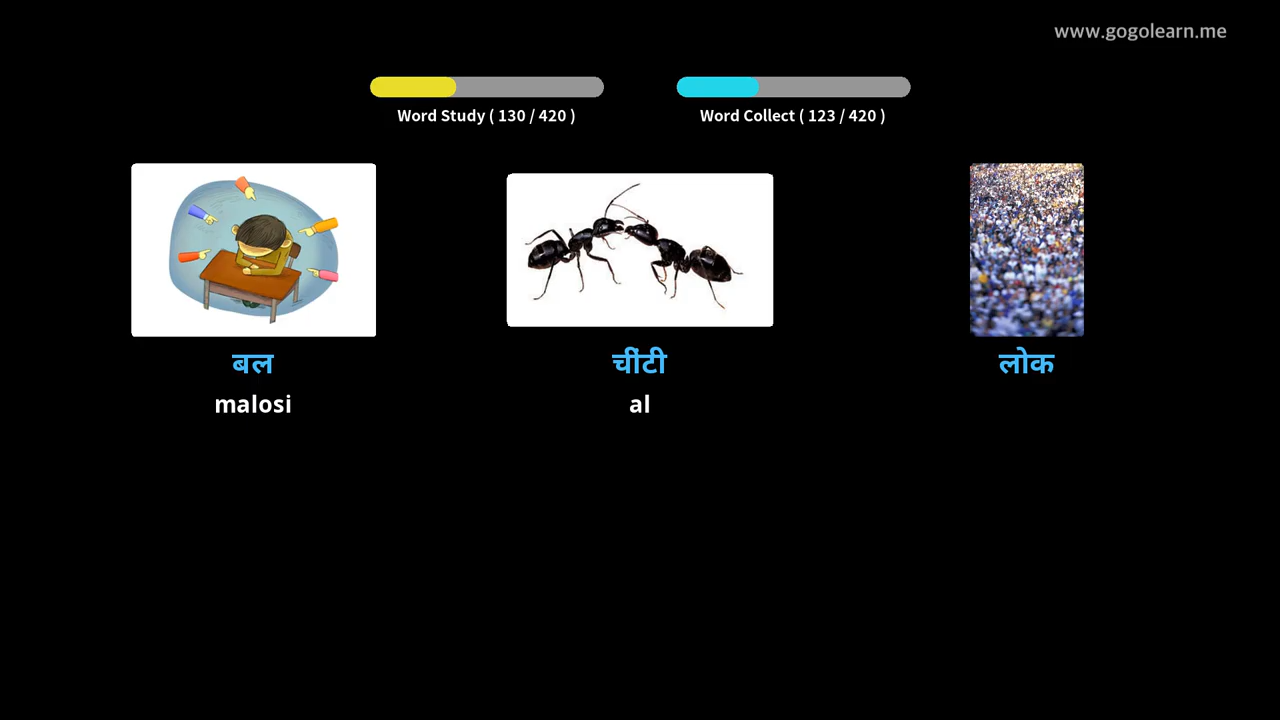 www.gogolearn.me
Word Study ( 130 / 420 )
Word Collect ( 123 / 420 )
बल
चींटी
लोक
malosi
al